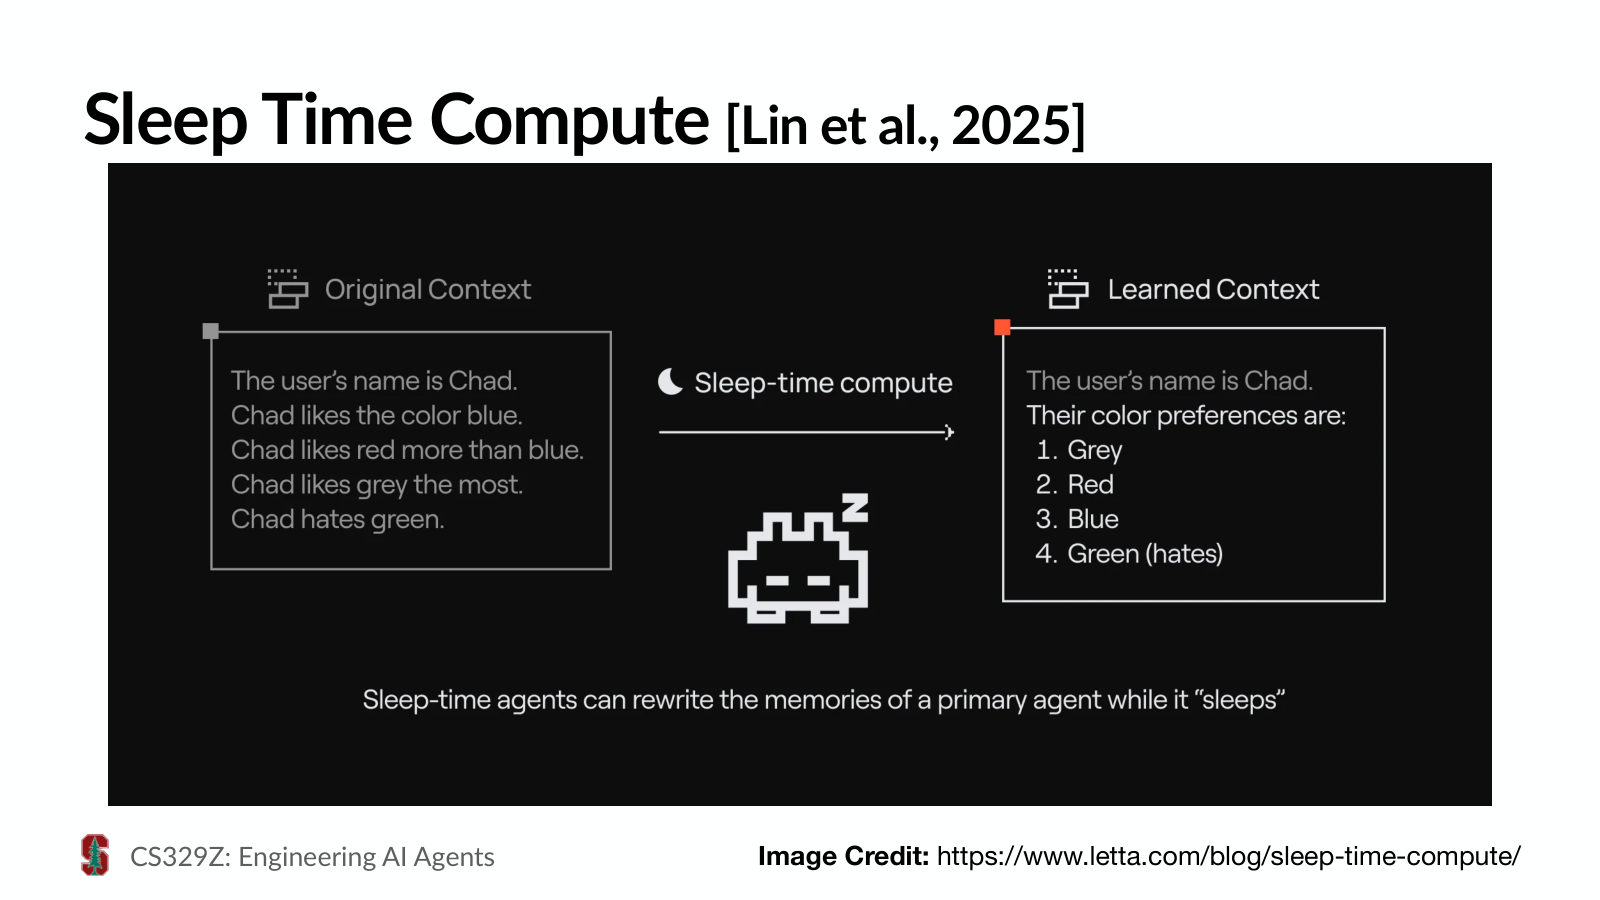 Sleep Time Compute [Lin et al., 2025]
Original Context
The user’s name is Chad.
Chad likes the color blue.
Chad likes red more than blue.
Chad likes grey the most.
Chad hates green.
Sleep-time compute
Z
Learned Context
The user’s name is Chad.
Their color preferences are:
1. Grey
2. Red
3. Blue
4. Green (hates)
Sleep-time agents can rewrite the memories of a primary agent while it “sleeps”
S
CS329Z: Engineering AI Agents
Image Credit: https://www.letta.com/blog/sleep-time-compute/